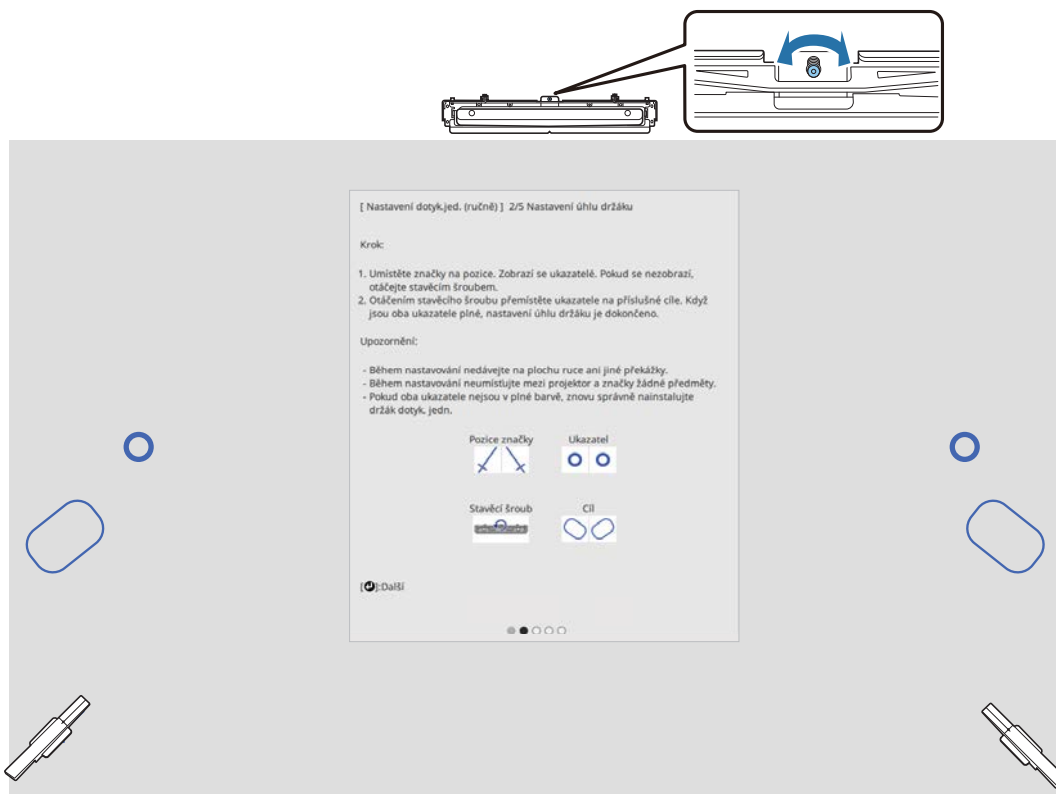 [ Nastavení dotyk.jed. (ručně) ]  2/5 Nastavení úhlu držáku
Krok:
1. Umístěte značky na pozice. Zobrazí se ukazatelé. Pokud se nezobrazí,
otáčejte stavěcím šroubem.
2. Otáčením stavěcího šroubu přemístěte ukazatele na příslušné cíle. Když
jsou oba ukazatele plné, nastavení úhlu držáku je dokončeno.
Upozornění:
- Během nastavování nedávejte na plochu ruce ani jiné překážky.
- Během nastavování neumísťujte mezi projektor a značky žádné předměty.
- Pokud oba ukazatele nejsou v plné barvě, znovu správně nainstalujte
držák dotyk. jedn.
Pozice značky Ukazatel
Stavěcí šroub Cíl
[↵]:Další